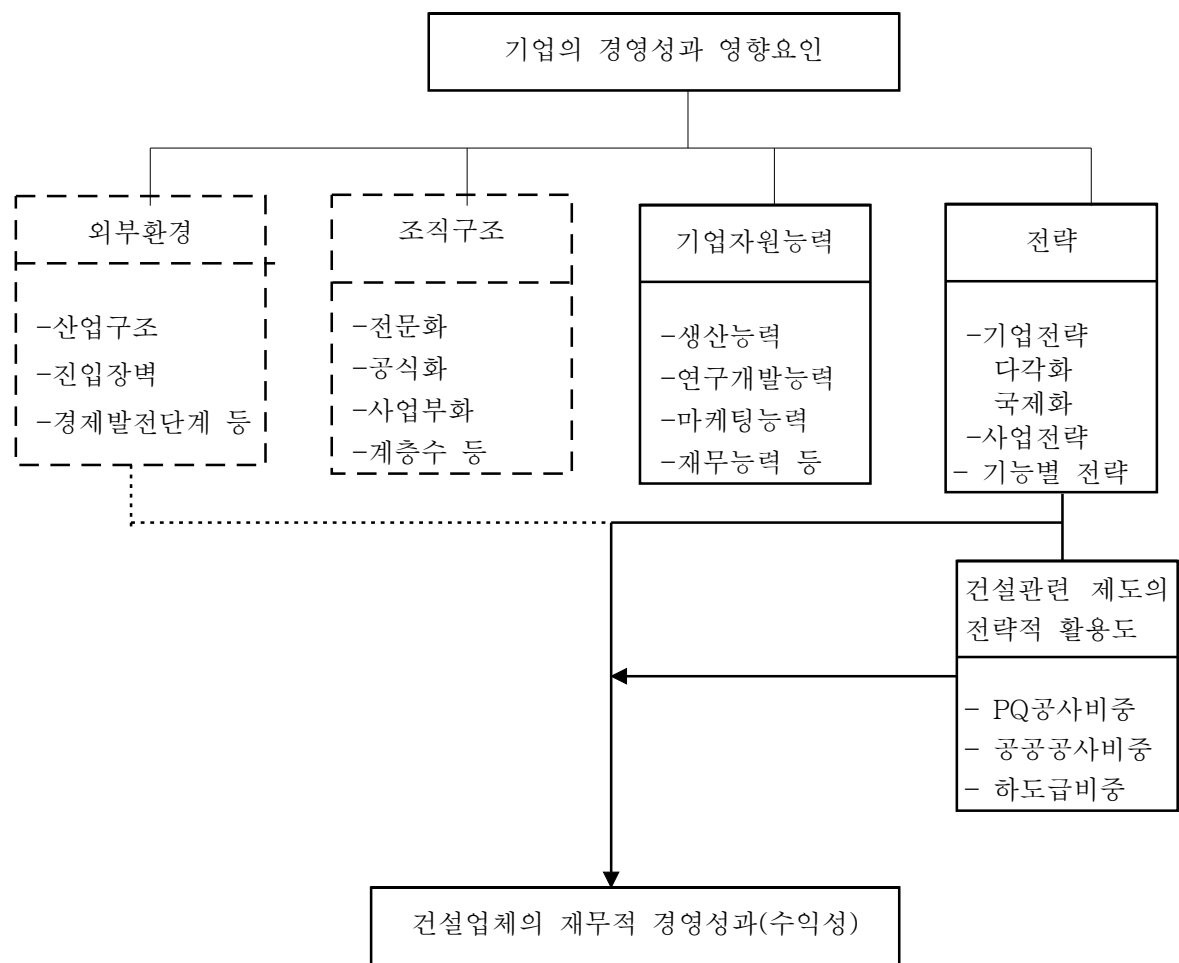 기업의 경영성과 영향요인
외부환경
-산업구조
-진입장벽
-경제발전단계 등
조직구조
-전문화
-공식화
-사업부화
-계층수 등
기업자원능력
-생산능력
-연구개발능력
-마케팅능력
-재무능력 등
전략
-기업전략
다각화
국제화
-사업전략
- 기능별 전략
건설관련 제도의
전략적 활용도
- PQ공사비중
- 공공공사비중
- 하도급비중
건설업체의 재무적 경영성과(수익성)